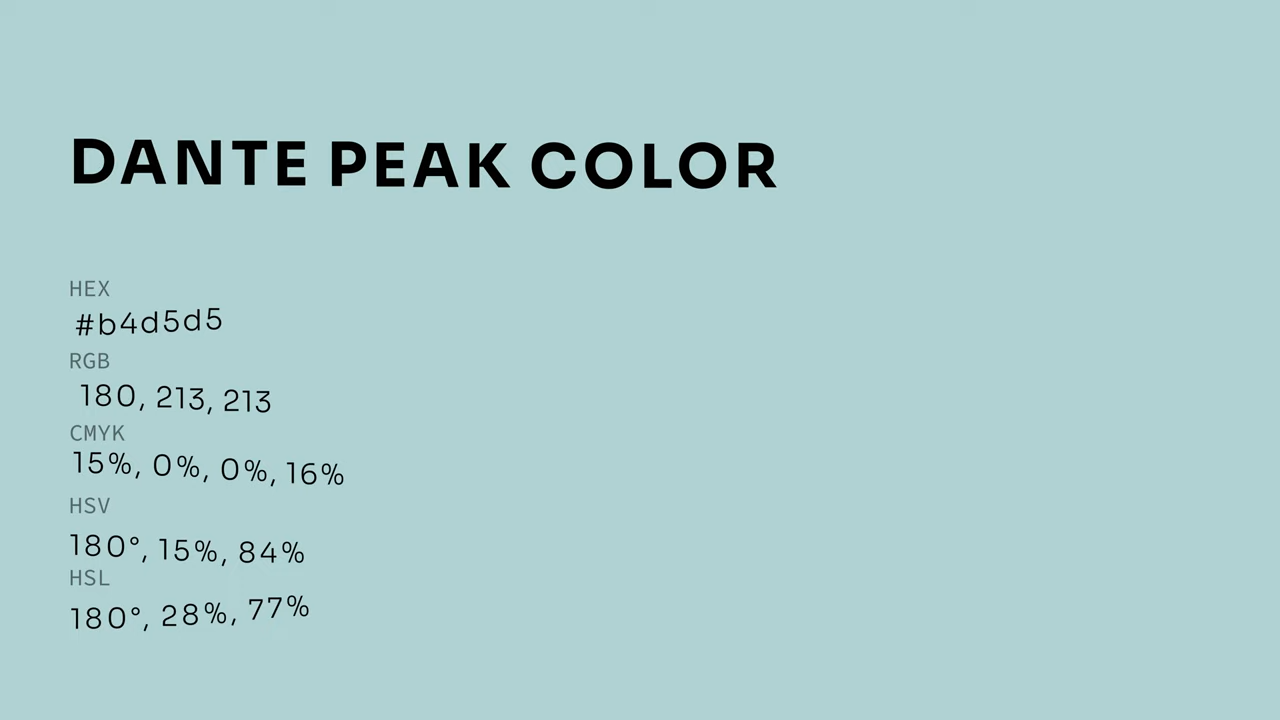 DANTE PEAK COLOR
HEX
#b4d5d5
RGB
180, 213, 213
CMYK
15%, 0%, 0%, 16%
HSV
180°, 15%, 84%
HSL
180°, 28%, 77%